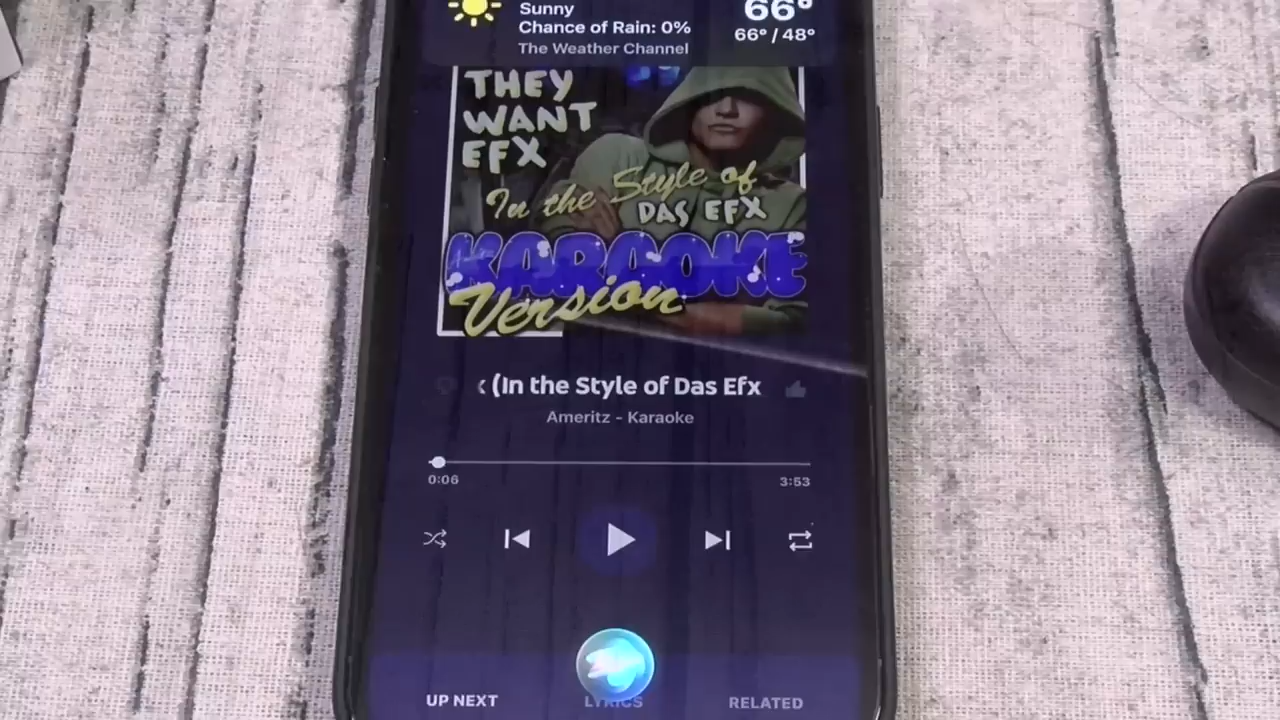 Sunny
66°
Chance of Rain: 0%
66° / 48°
The Weather Channel
THEY
WANT
EFX
In the Style of
DAS EFX
KARAOKE
Version
(In the Style of Das Efx
Ameritz - Karaoke
0:06
3:53
UP NEXT
LYRICS
RELATED